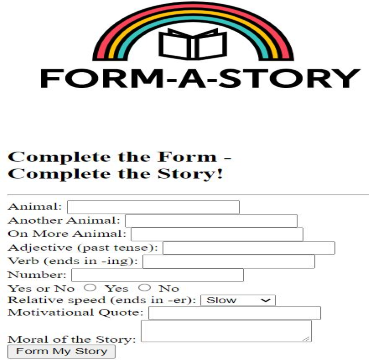 FORM-A-STORY
Complete the Form -
Complete the Story!
Animal:
Another Animal:
On More Animal:
Adjective (past tense):
Verb (ends in -ing):
Number:
Yes or No Yes No
Relative speed (ends in -er): Slow
Motivational Quote:
Moral of the Story:
Form My Story